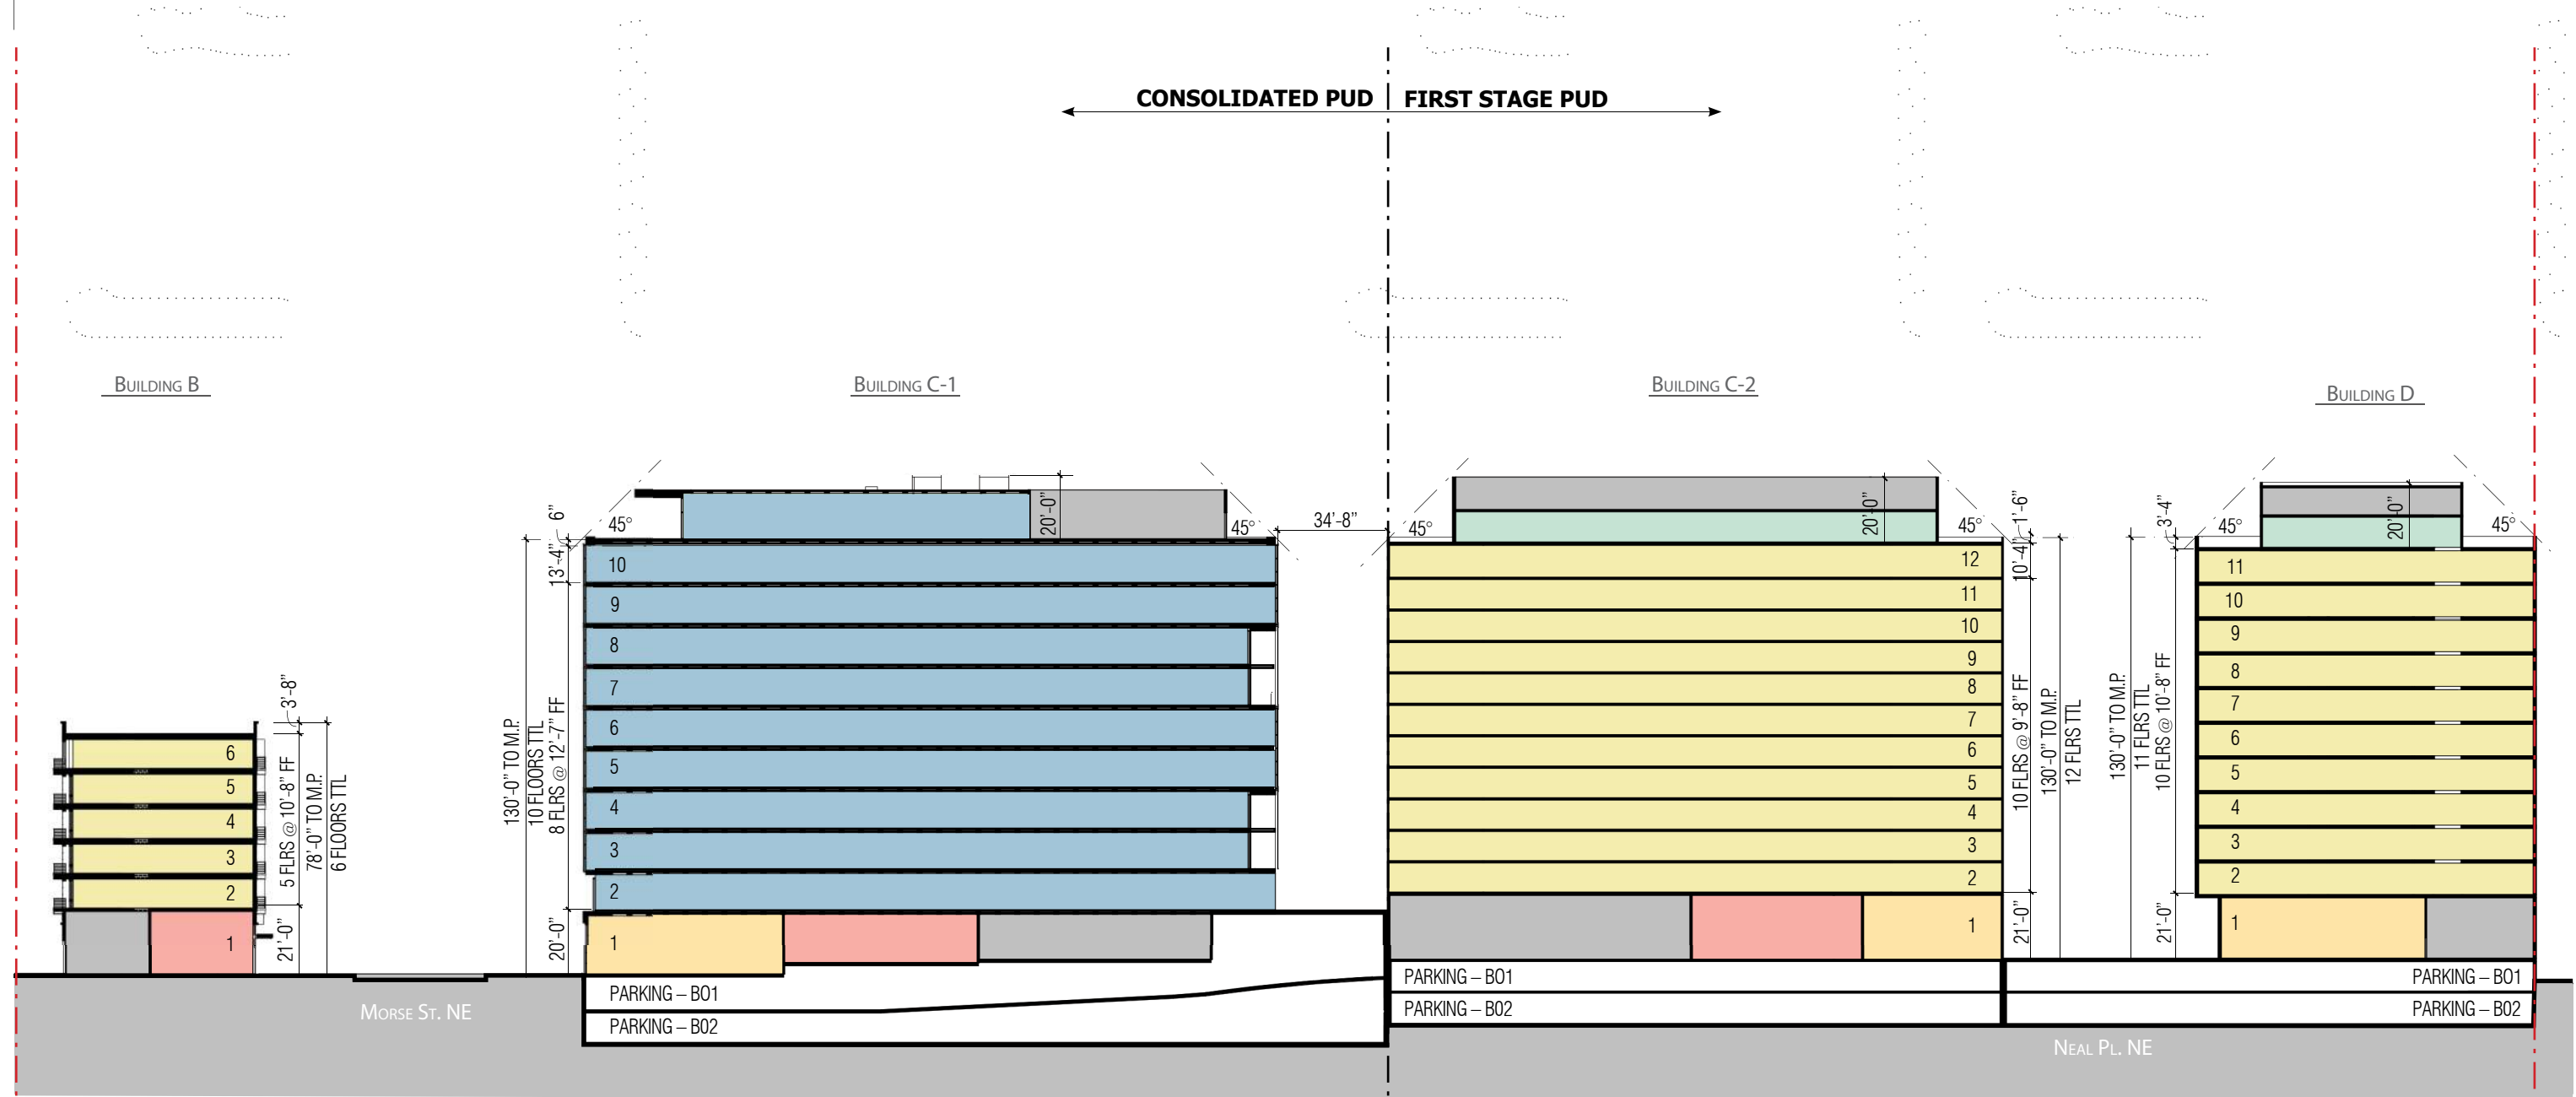 CONSOLIDATED PUD
FIRST STAGE PUD
Building B
Building C-1
Building C-2
Building D
6
5
4
3
2
1
3'-8"
5 FLRS @ 10'-8" FF
21'-0"
78'-0" TO M.P.
6 FLOORS TTL
Morse St. NE
130'-0" TO M.P.
10 FLOORS TTL
8 FLRS @ 12'-7" FF
6"
13'-4"
20'-0"
45°
20'-0"
45°
34'-8"
10
9
8
7
6
5
4
3
2
1
PARKING – BO1
PARKING – B02
45°
20'-0"
45°
12
11
10
9
8
7
6
5
4
3
2
1
PARKING – BO1
PARKING – B02
1'-6"
10'-4"
10 FLRS @ 9'-8" FF
21'-0"
130'-0" TO M.P.
12 FLRS TTL
130'-0" TO M.P.
11 FLRS TTL
10 FLRS @ 10'-8" FF
3'-4"
21'-0"
45°
20'-0"
45°
11
10
9
8
7
6
5
4
3
2
1
PARKING – BO1
PARKING – B02
Neal Pl. NE